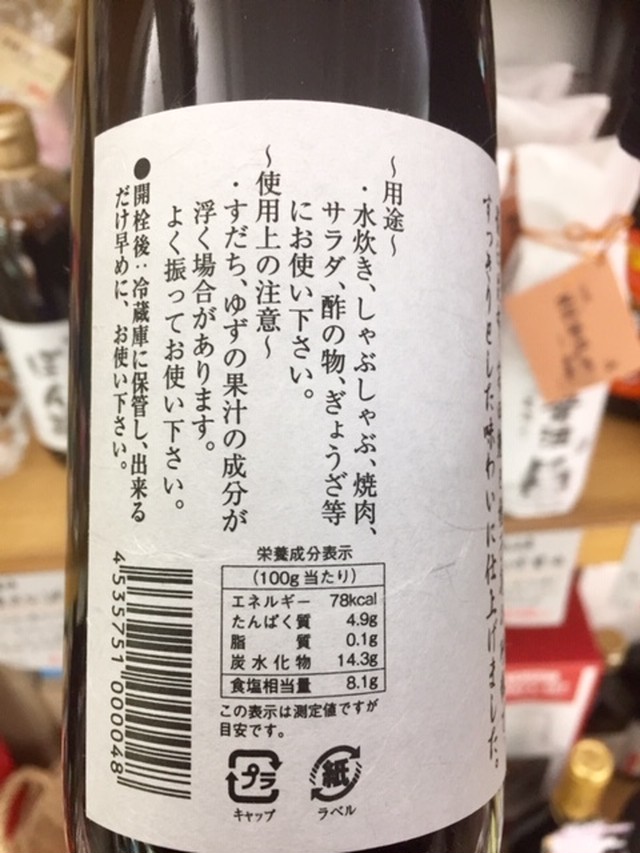 すっきりとした味わいに仕上げました。
～用途～
・水炊き、しゃぶしゃぶ、焼肉、
サラダ、酢の物、ぎょうざ等
にお使い下さい。
～使用上の注意～
・すだち、ゆずの果汁の成分が
浮く場合があります。
よく振ってお使い下さい。
●開栓後：冷蔵庫に保管し、出来る
だけ早めに、お使い下さい。
栄養成分表示
(100g当たり)
エネルギー 78kcal
たんぱく質 4.9g
脂質 0.1g
炭水化物 14.3g
食塩相当量 8.1g
この表示は測定値ですが
目安です。
プラ
キャップ
紙
ラベル
4535751000048